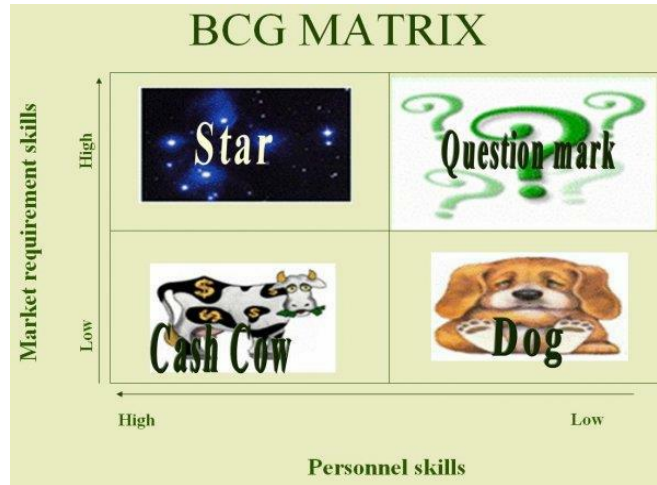 BCG MATRIX
Market requirement skills
High
Low
Star
Question mark
$ $ $
Cash Cow
Dog
High
Low
Personnel skills